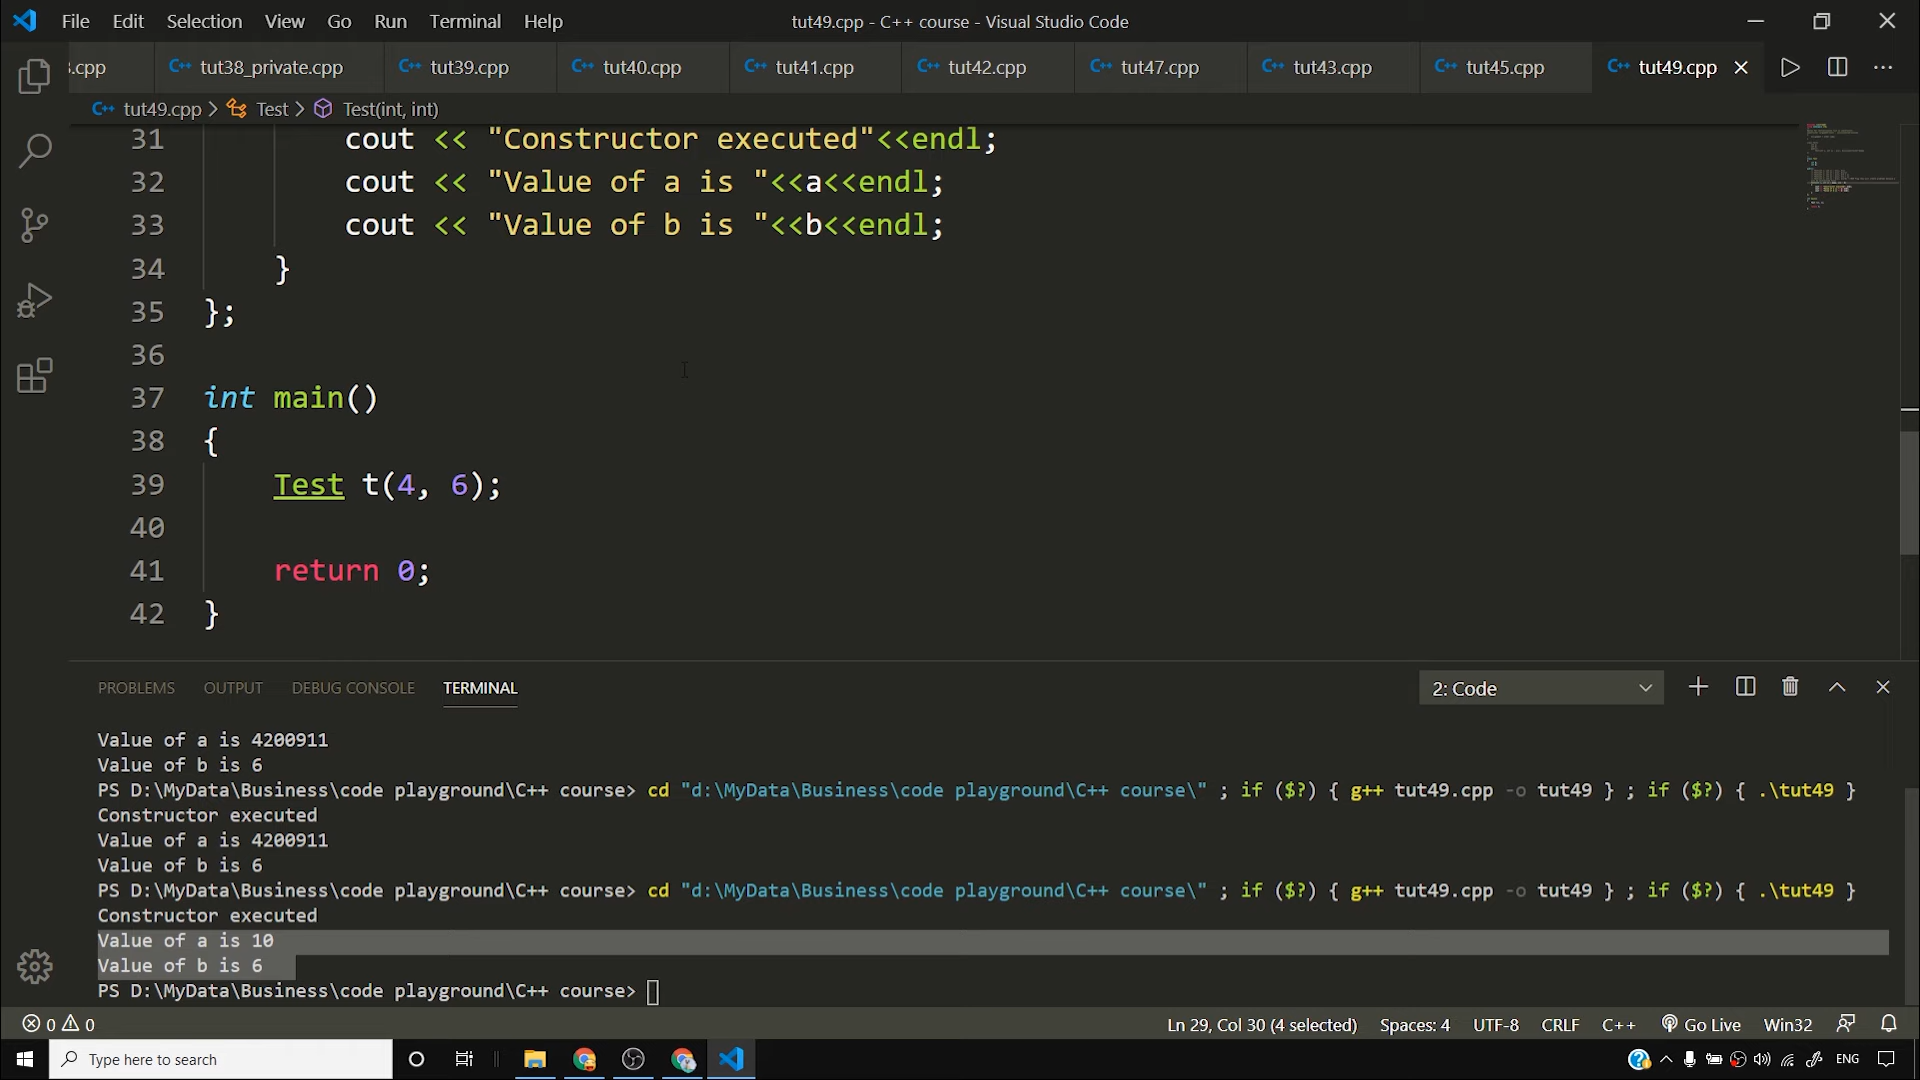 File Edit Selection View Go Run Terminal Help tut49.cpp - C++ course - Visual Studio Code
3.cpp C++ tut38_private.cpp C++ tut39.cpp C++ tut40.cpp C++ tut41.cpp C++ tut42.cpp C++ tut47.cpp C++ tut43.cpp C++ tut45.cpp C++ tut49.cpp
C++ tut49.cpp > Test > Test(int, int)
31 cout << "Constructor executed"<<endl;
32 cout << "Value of a is "<<a<<endl;
33 cout << "Value of b is "<<b<<endl;
34 }
35 };
36
37 int main()
38 {
39 Test t(4, 6);
40
41 return 0;
42 }
PROBLEMS OUTPUT DEBUG CONSOLE TERMINAL 2: Code
Value of a is 4200911
Value of b is 6
PS D:\MyData\Business\code playground\C++ course> cd "d:\MyData\Business\code playground\C++ course\" ; if ($?) { g++ tut49.cpp -o tut49 } ; if ($?) { .\tut49 }
Constructor executed
Value of a is 4200911
Value of b is 6
PS D:\MyData\Business\code playground\C++ course> cd "d:\MyData\Business\code playground\C++ course\" ; if ($?) { g++ tut49.cpp -o tut49 } ; if ($?) { .\tut49 }
Constructor executed
Value of a is 10
Value of b is 6
PS D:\MyData\Business\code playground\C++ course>
0 0 Ln 29, Col 30 (4 selected) Spaces: 4 UTF-8 CRLF C++ Go Live Win32
Type here to search ENG